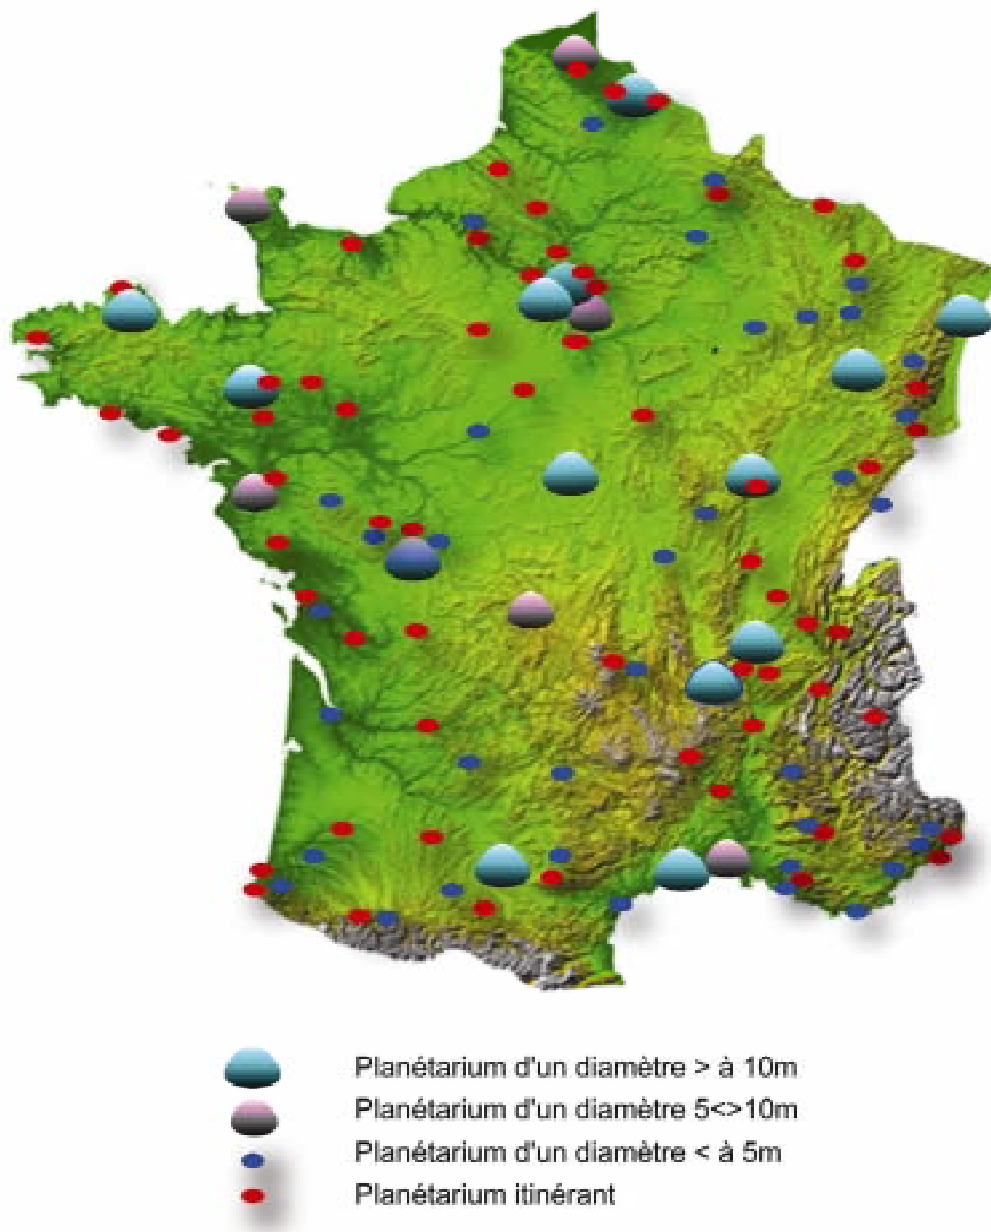 Planétarium d'un diamètre > à 10m
Planétarium d'un diamètre 5<>10m
Planétarium d'un diamètre < à 5m
Planétarium itinérant